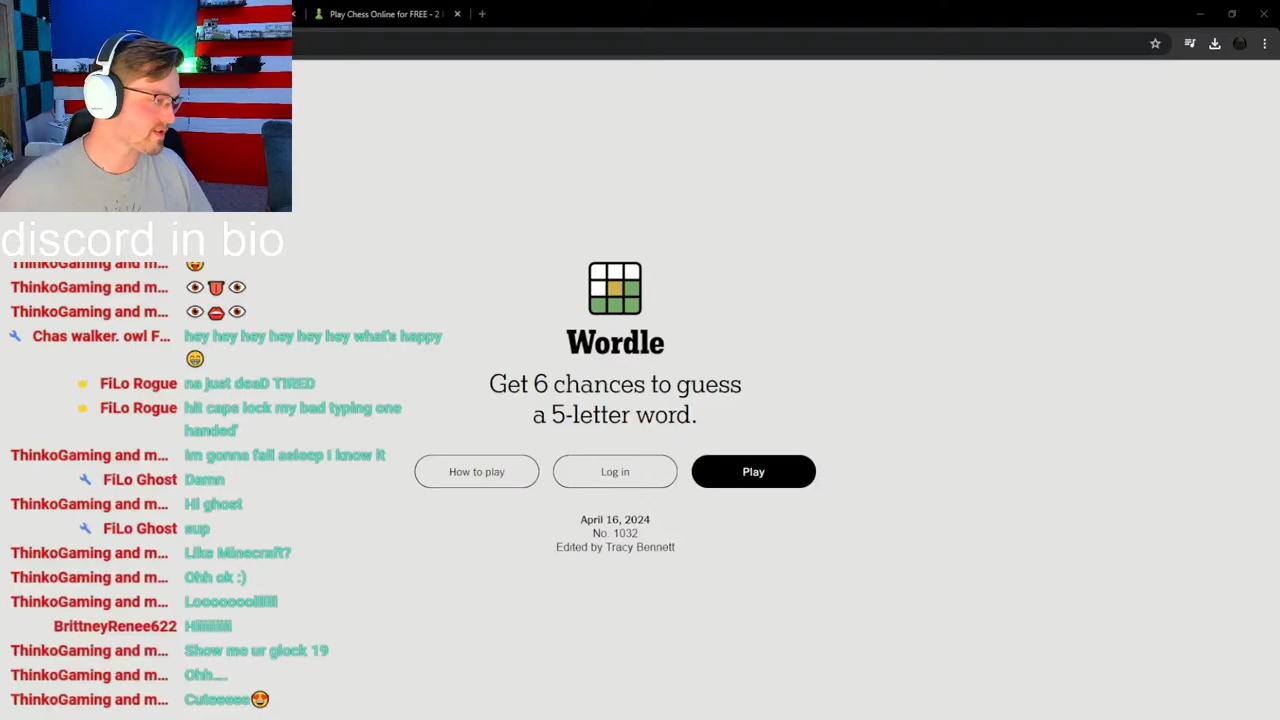 Play Chess Online for FREE - 2
discord in bio
ThinkoGaming and m...
ThinkoGaming and m...
ThinkoGaming and m...
Chas walker. owl F... hey hey hey hey hey hey what's happy
FiLo Rogue na just deaD TIRED
FiLo Rogue hit caps lock my bad typing one
handed'
ThinkoGaming and m... Im gonna fall asleep I know it
FiLo Ghost Damn
ThinkoGaming and m... Hi ghost
FiLo Ghost sup
ThinkoGaming and m... Like Minecraft?
ThinkoGaming and m... Ohh ok :)
ThinkoGaming and m...
BrittneyRenee622
ThinkoGaming and m... Show me ur glock 19
ThinkoGaming and m... Ohh....
ThinkoGaming and m... Cuteeeee
Wordle
Get 6 chances to guess
a 5-letter word.
How to play
Log in
Play
April 16, 2024
No. 1032
Edited by Tracy Bennett